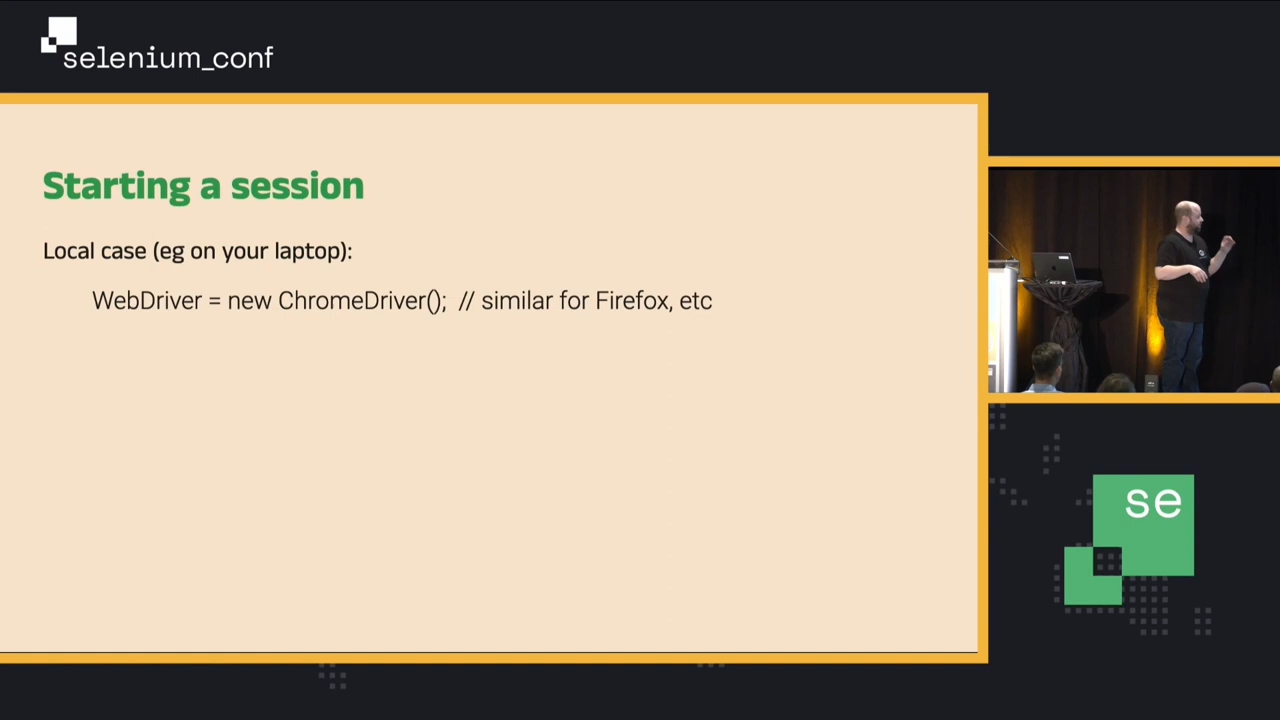 selenium_conf
Starting a session
Local case (eg on your laptop):
WebDriver = new ChromeDriver(); // similar for Firefox, etc
se